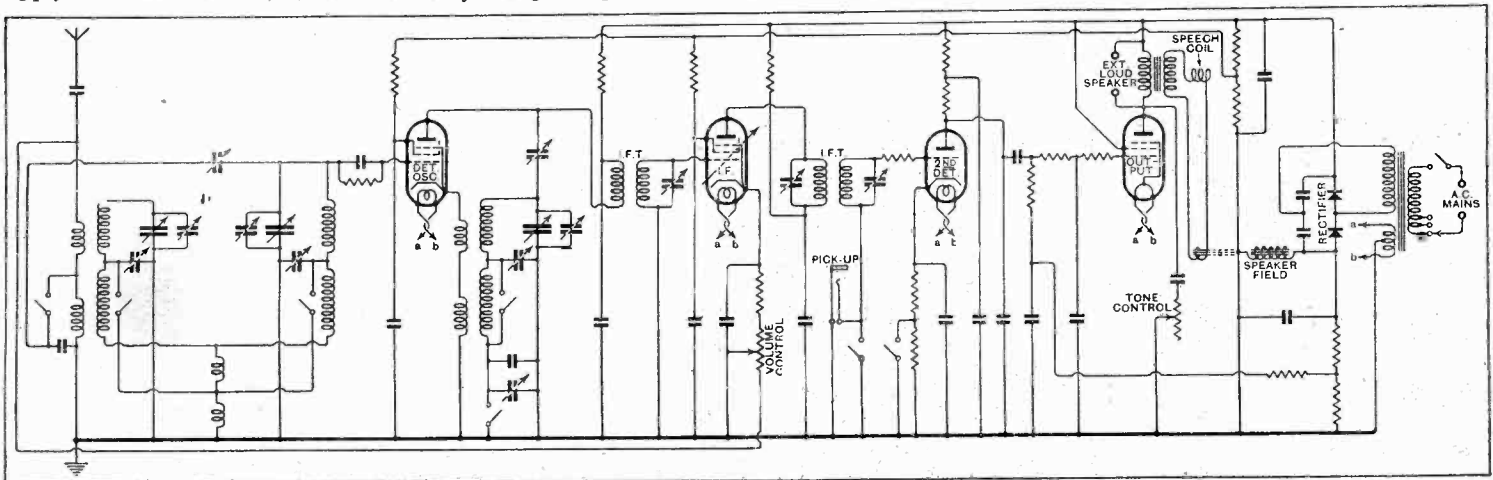 SPEECH
COIL
EXT.
LOUD
SPEAKER
DET.
OSC
I.F.T
I.F.
I.F.T
2ND
DET.
OUT-
PUT
RECTIFIER
A.C.
MAINS
a
b
a b
a b
a b
a b
PICK-UP
SPEAKER
FIELD
TONE
CONTROL
VOLUME
CONTROL